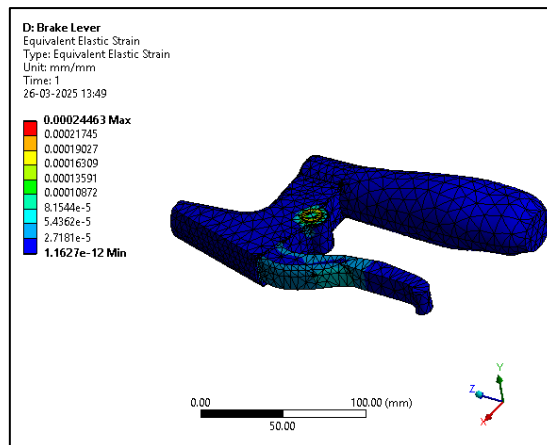 D: Brake Lever
Equivalent Elastic Strain
Type: Equivalent Elastic Strain
Unit: mm/mm
Time: 1
26-03-2025 13:49
0.00024463 Max
0.00021745
0.00019027
0.00016309
0.00013591
0.00010872
8.1544e-5
5.4362e-5
2.7181e-5
1.1627e-12 Min
0.00 100.00 (mm)
50.00
Y
Z
X